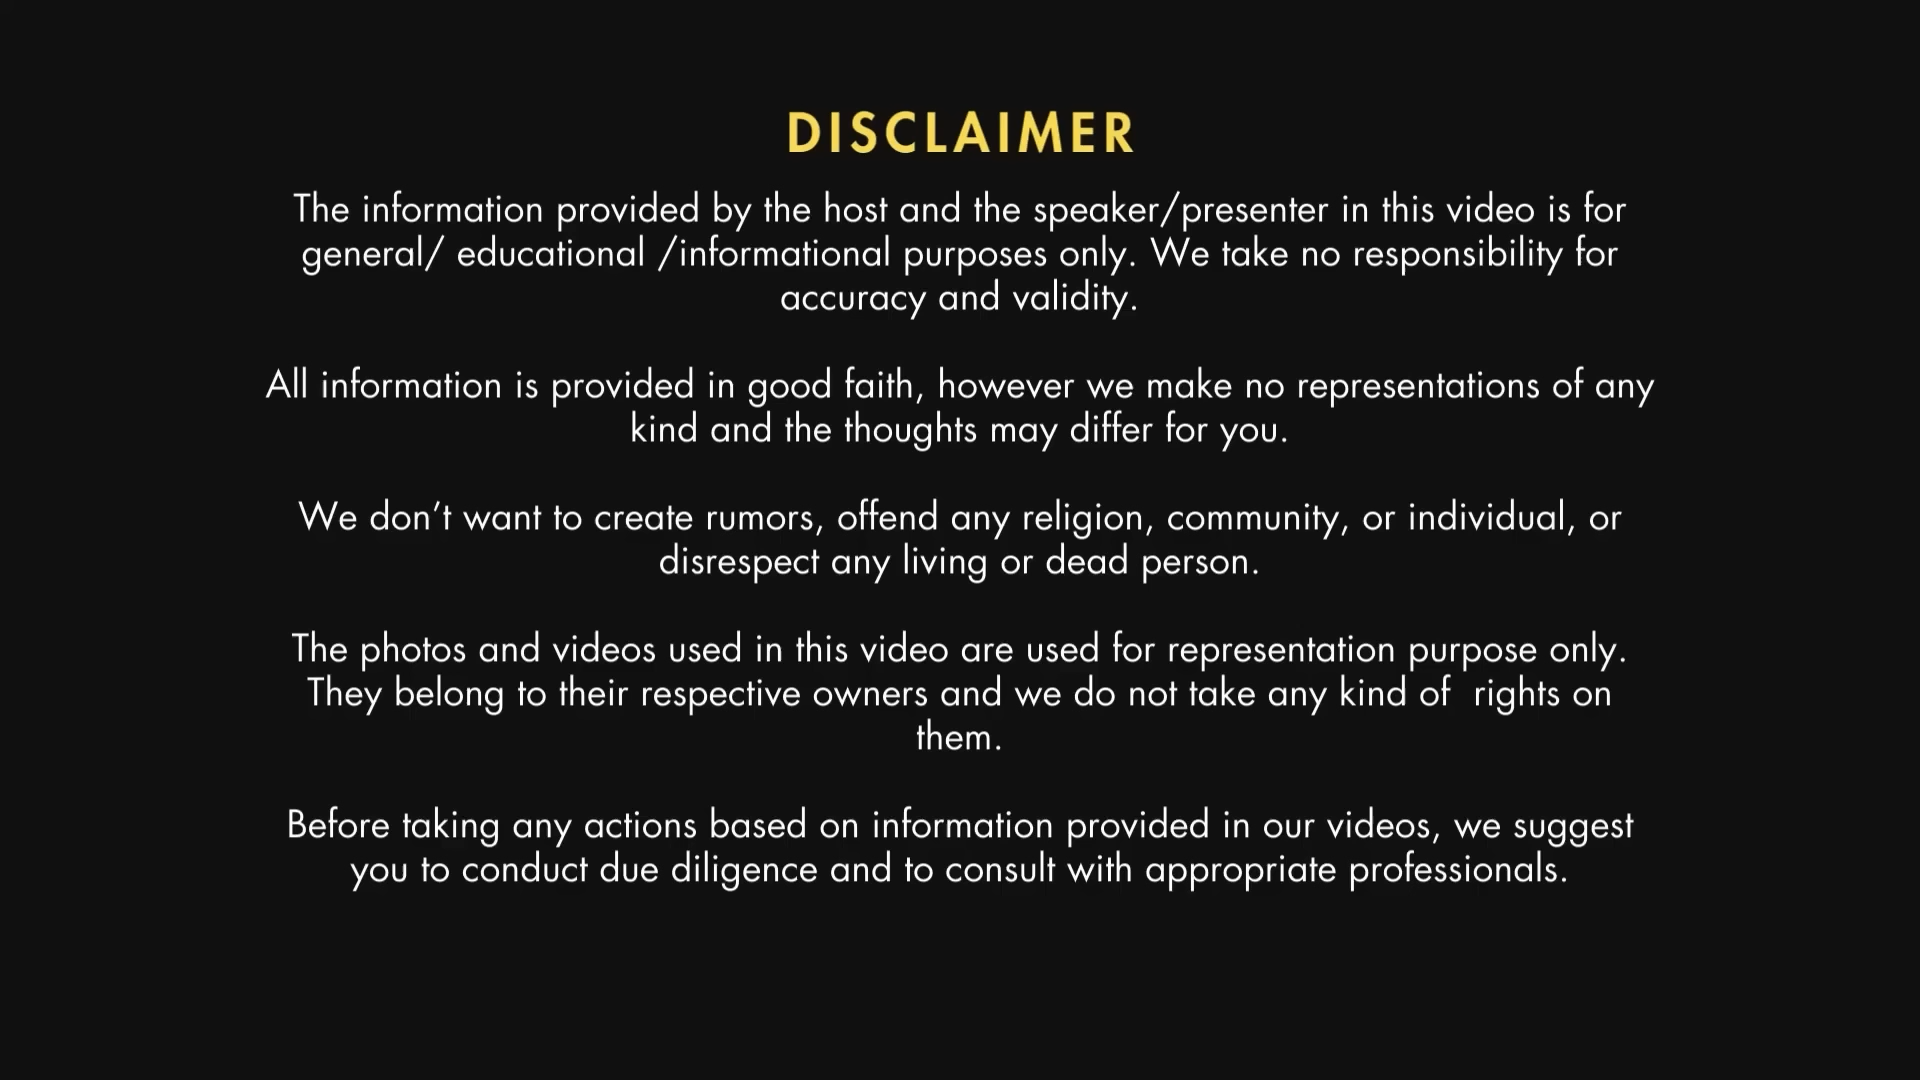 DISCLAIMER
The information provided by the host and the speaker/presenter in this video is for
general/ educational /informational purposes only. We take no responsibility for
accuracy and validity.
All information is provided in good faith, however we make no representations of any
kind and the thoughts may differ for you.
We don’t want to create rumors, offend any religion, community, or individual, or
disrespect any living or dead person.
The photos and videos used in this video are used for representation purpose only.
They belong to their respective owners and we do not take any kind of  rights on
them.
Before taking any actions based on information provided in our videos, we suggest
you to conduct due diligence and to consult with appropriate professionals.